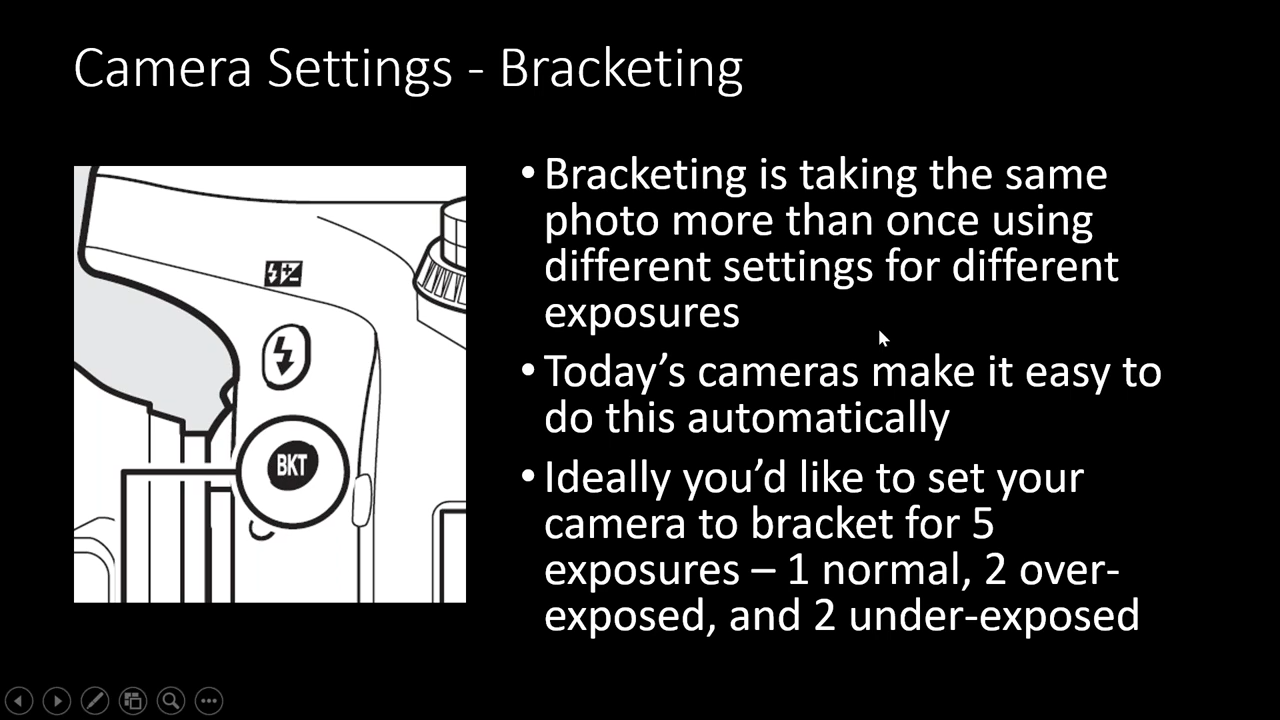 Camera Settings - Bracketing
• Bracketing is taking the same
photo more than once using
different settings for different
exposures
• Today’s cameras make it easy to
do this automatically
• Ideally you’d like to set your
camera to bracket for 5
exposures – 1 normal, 2 over-
exposed, and 2 under-exposed
BKT